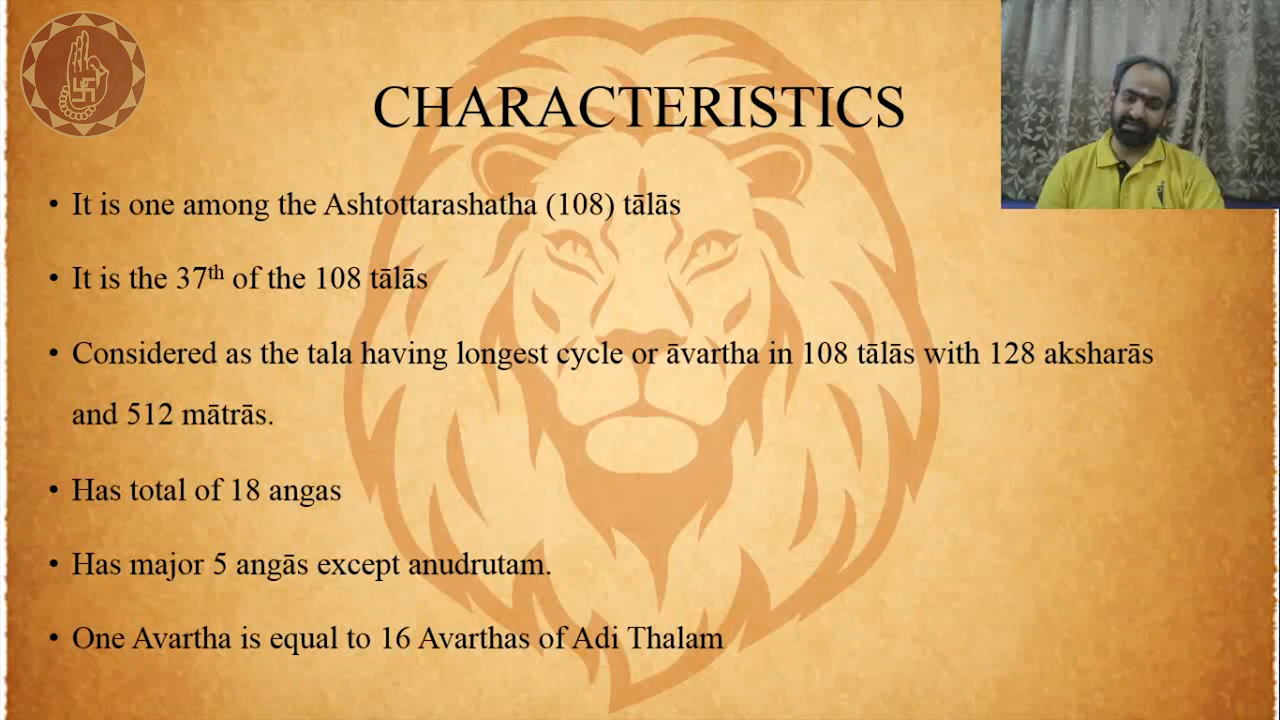 CHARACTERISTICS
• It is one among the Ashtottarashatha (108) tālās
• It is the 37th of the 108 tālās
• Considered as the tala having longest cycle or āvartha in 108 tālās with 128 aksharās
and 512 mātrās.
• Has total of 18 angas
• Has major 5 angās except anudrutam.
• One Avartha is equal to 16 Avarthas of Adi Thalam